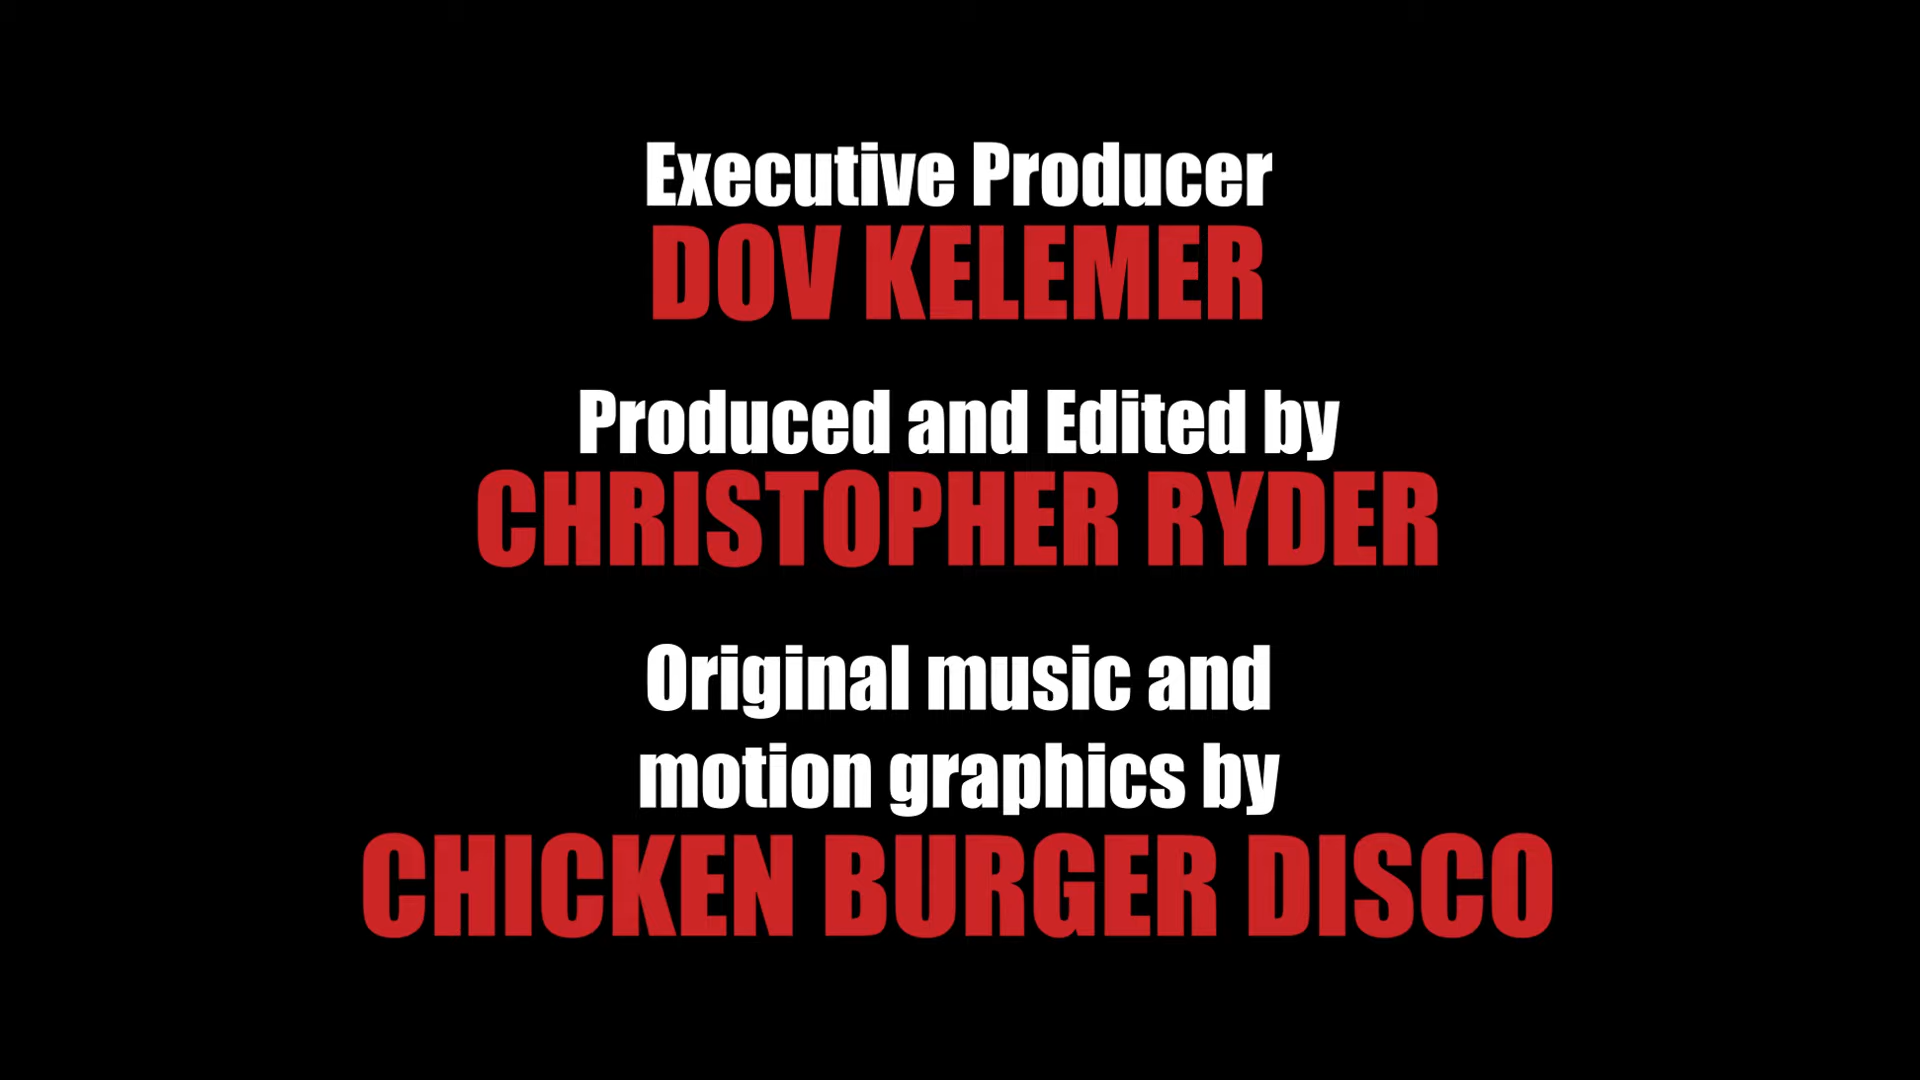 Executive Producer
DOV KELEMER
Produced and Edited by
CHRISTOPHER RYDER
Original music and
motion graphics by
CHICKEN BURGER DISCO